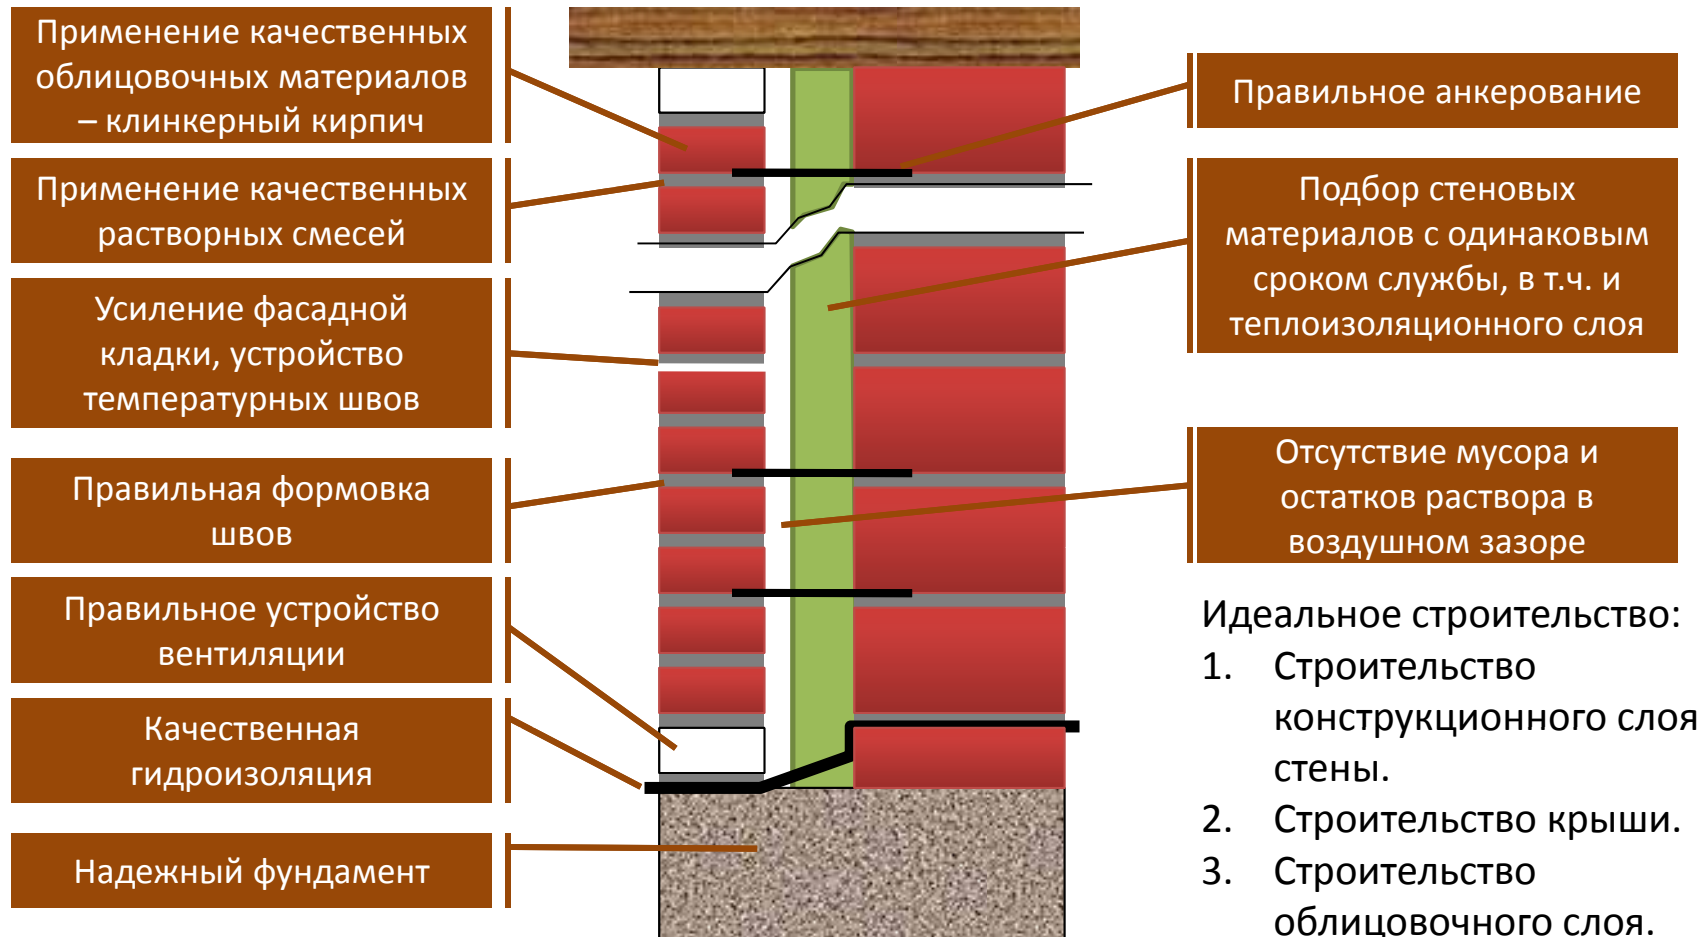 Применение качественных
облицовочных материалов
– клинкерный кирпич
Применение качественных
растворных смесей
Усиление фасадной
кладки, устройство
температурных швов
Правильная формовка
швов
Правильное устройство
вентиляции
Качественная
гидроизоляция
Надежный фундамент
Правильное анкерование
Подбор стеновых
материалов с одинаковым
сроком службы, в т.ч. и
теплоизоляционного слоя
Отсутствие мусора и
остатков раствора в
воздушном зазоре
Идеальное строительство:
1. Строительство
конструкционного слоя
стены.
2. Строительство крыши.
3. Строительство
облицовочного слоя.